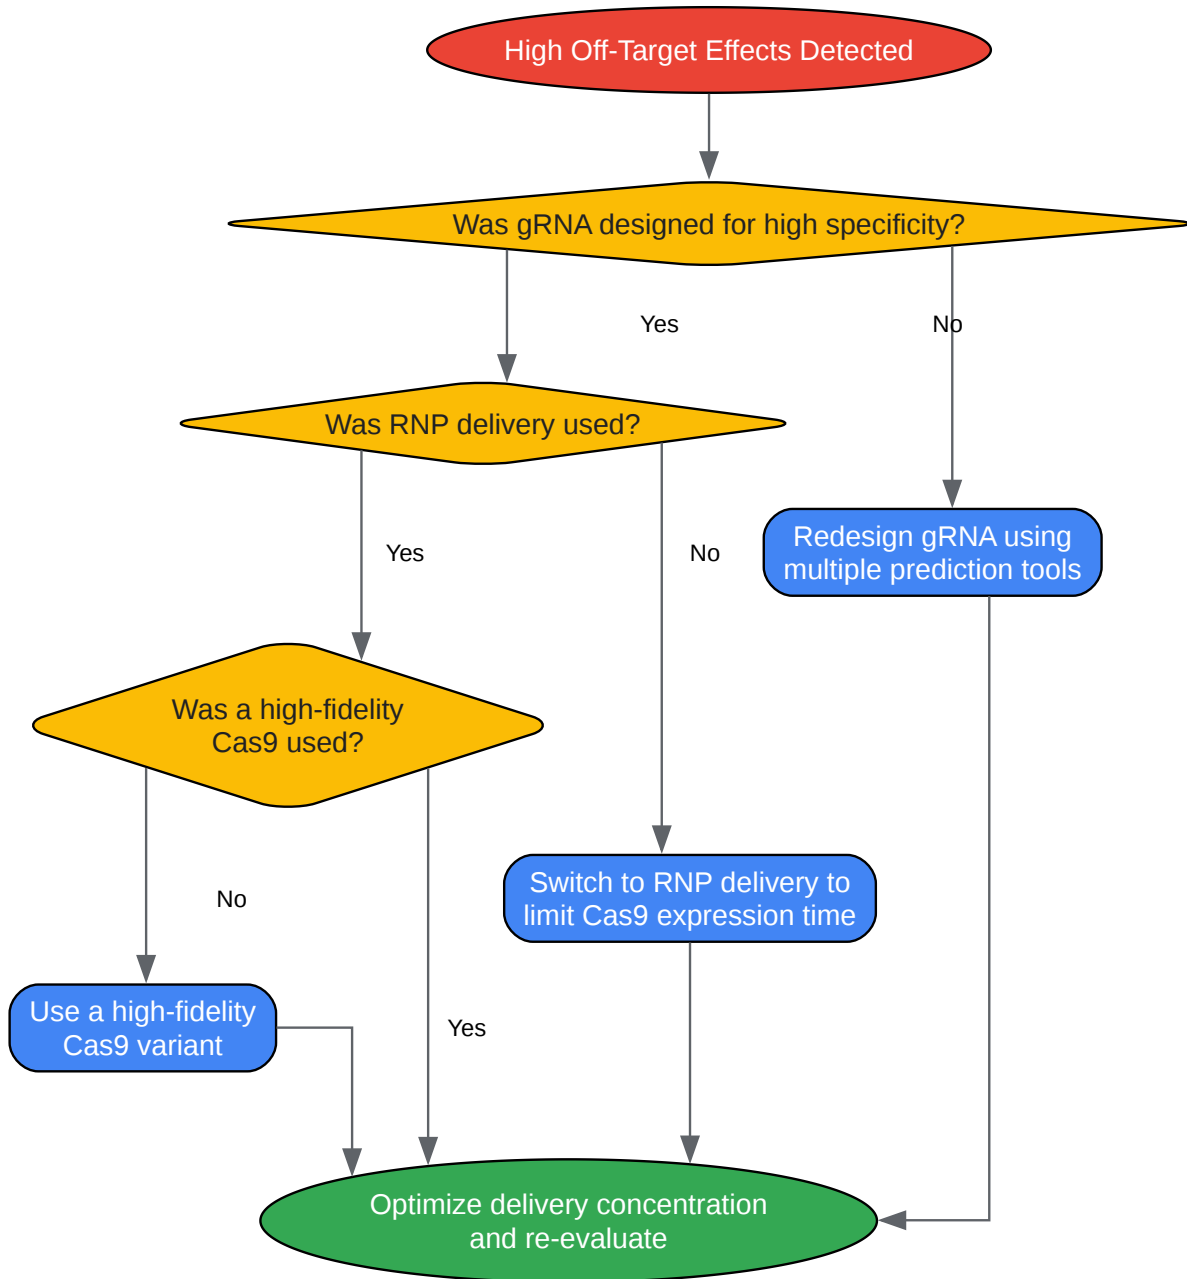 High Off-Target Effects Detected
Was gRNA designed for high specificity?
Yes
No
Was RNP delivery used?
Yes
No
Redesign gRNA using
multiple prediction tools
Was a high-fidelity
Cas9 used?
No
Switch to RNP delivery to
limit Cas9 expression time
Use a high-fidelity
Cas9 variant
Yes
Optimize delivery concentration
and re-evaluate